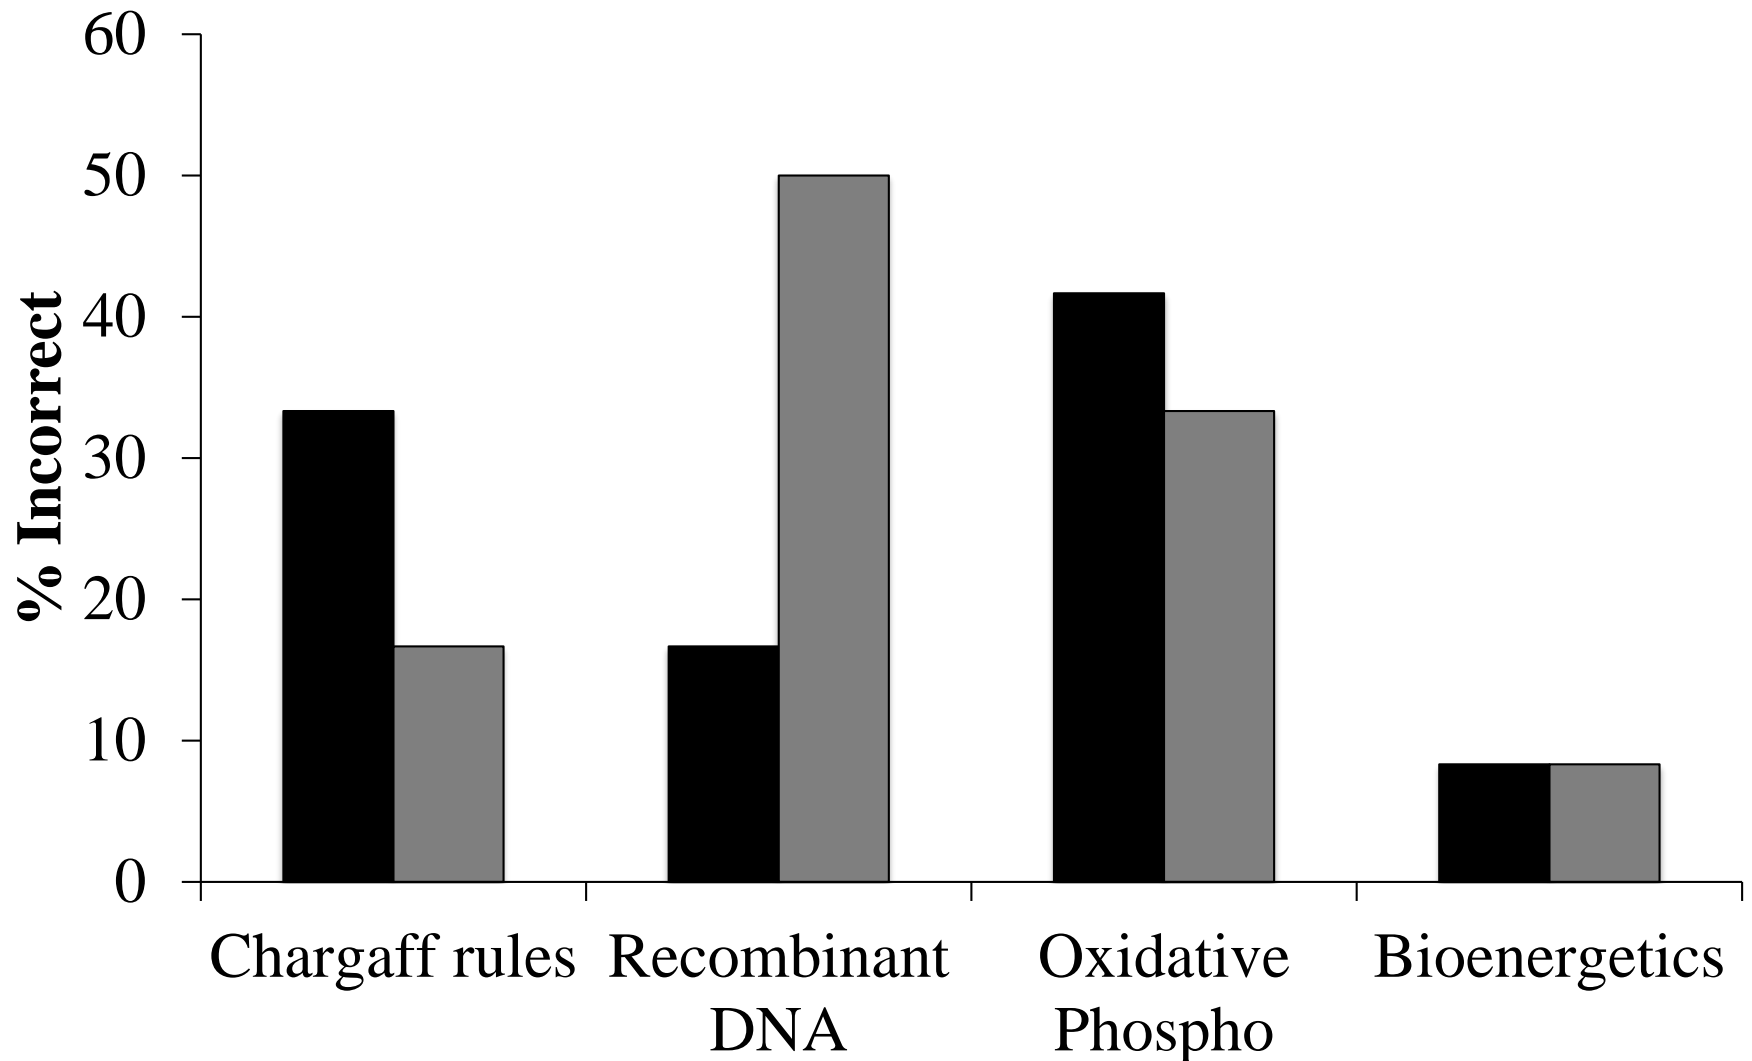 60
50
40
30
20
10
0
% Incorrect
Chargaff rules
Recombinant
DNA
Oxidative
Phospho
Bioenergetics